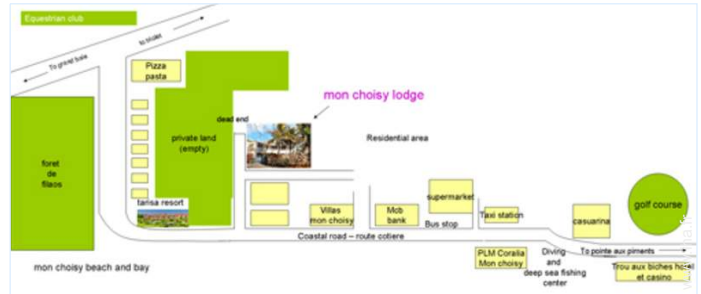 Equestrian club
To grand baie
to triolet
Pizza
pasta
mon choisy lodge
dead end
private land
(empty)
Residential area
foret
de
filaos
tarisa resort
Villas
mon choisy
Mcb
bank
supermarket
Bus stop
Taxi station
casuarina
golf course
Coastal road – route cotiere
PLM Coralia
Mon choisy
Diving
and
deep sea fishing
center
To pointe aux piments
Trou aux biches hotel
et casino
mon choisy beach and bay